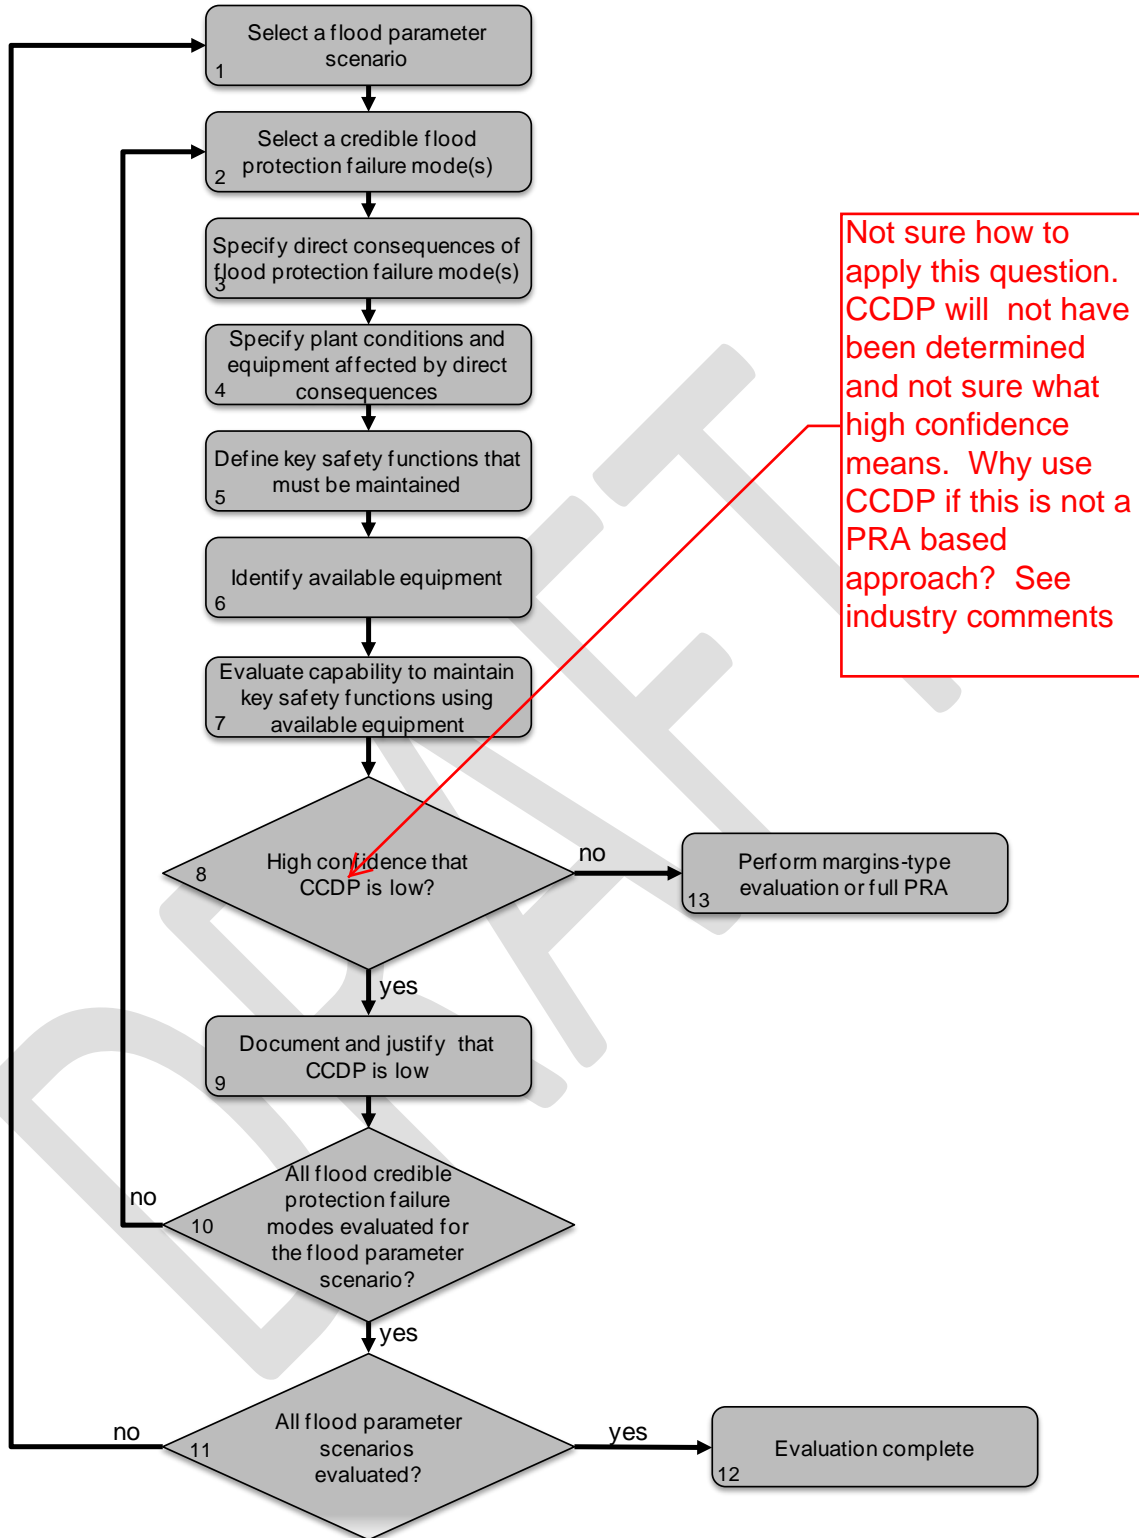 Select a flood parameter
scenario
1
Select a credible flood
protection failure mode(s)
2
Specify direct consequences of
flood protection failure mode(s)
3
Specify plant conditions and
equipment affected by direct
consequences
4
Define key safety functions that
must be maintained
5
Identify available equipment
6
Evaluate capability to maintain
key safety functions using
available equipment
7
High confidence that
CCDP is low?
8
no
Perform margins-type
evaluation or full PRA
13
yes
Document and justify that
CCDP is low
9
All flood credible
protection failure
modes evaluated for
the flood parameter
scenario?
10
no
yes
All flood parameter
scenarios
evaluated?
11
no
yes
Evaluation complete
12
Not sure how to
apply this question.
CCDP will not have
been determined
and not sure what
high confidence
means. Why use
CCDP if this is not a
PRA based
approach? See
industry comments
DRAFT